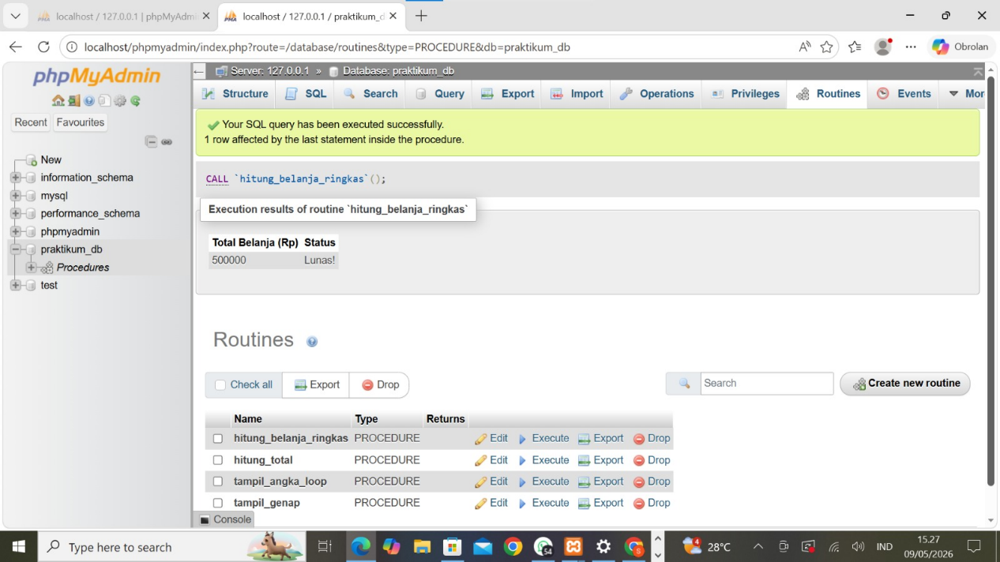 localhost / 127.0.0.1 | phpMyAdmi
localhost / 127.0.0.1 / praktikum_d
localhost/phpmyadmin/index.php?route=/database/routines&type=PROCEDURE&db=praktikum_db
Obrolan
phpMyAdmin
Recent Favourites
New
information_schema
mysql
performance_schema
phpmyadmin
praktikum_db
Procedures
test
Server: 127.0.0.1 » Database: praktikum_db
Structure SQL Search Query Export Import Operations Privileges Routines Events Mor
Your SQL query has been executed successfully.
1 row affected by the last statement inside the procedure.
CALL `hitung_belanja_ringkas`();
Execution results of routine `hitung_belanja_ringkas`
Total Belanja (Rp) Status
500000 Lunas!
Routines
Check all Export Drop
Search
Create new routine
Name Type Returns
hitung_belanja_ringkas PROCEDURE Edit Execute Export Drop
hitung_total PROCEDURE Edit Execute Export Drop
tampil_angka_loop PROCEDURE Edit Execute Export Drop
tampil_genap PROCEDURE Edit Execute Export Drop
Console
Type here to search
54
4
28°C
IND
15.27
09/05/2026